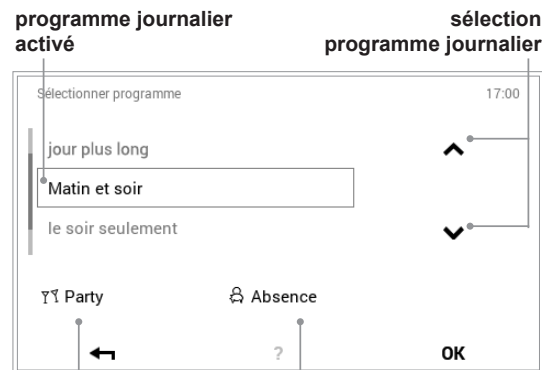 programme journalier
activé
sélection
programme journalier
Sélectionner programme 17:00
jour plus long
Matin et soir
le soir seulement
Party Absence
? OK